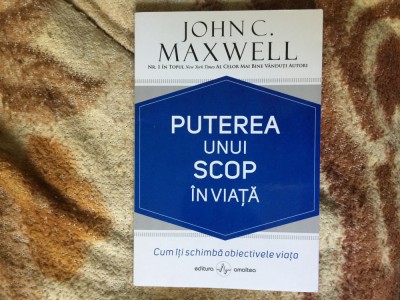 JOHN C.
MAXWELL
NR. 1 ÎN TOPUL New York Times AL CELOR MAI BINE VÂNDUȚI AUTORI
PUTEREA
UNUI
SCOP
ÎN VIAȚĂ
Cum îți schimbă obiectivele viața
editura amaltea